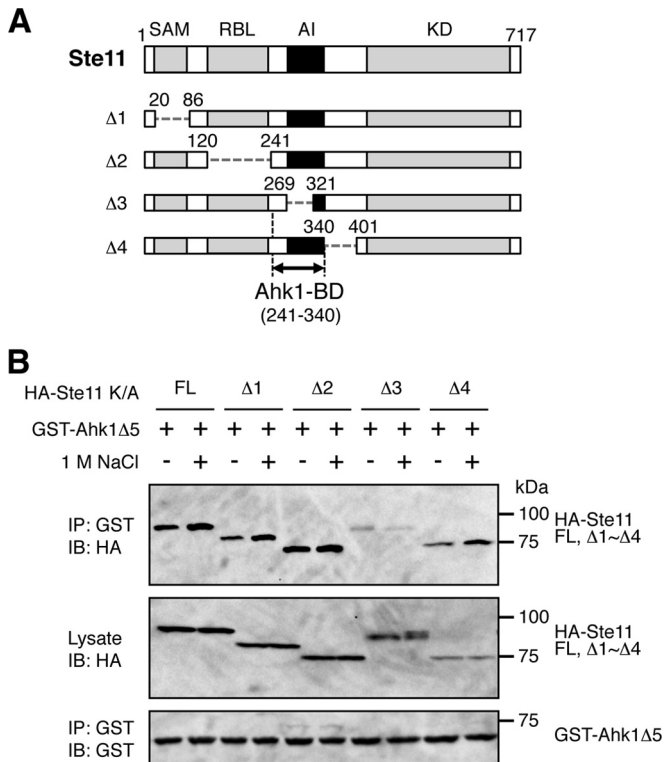 A
1 SAM RBL AI KD 717
Ste11
20 86
Δ1
120 241
Δ2
269 321
Δ3
340 401
Δ4
Ahk1-BD
(241-340)
B
HA-Ste11 K/A FL Δ1 Δ2 Δ3 Δ4
GST-Ahk1Δ5 + + + + + + + + + +
1 M NaCl - + - + - + - + - +
kDa
IP: GST
IB: HA
100
75
HA-Ste11
FL, Δ1~Δ4
Lysate
IB: HA
100
75
HA-Ste11
FL, Δ1~Δ4
IP: GST
IB: GST
75
GST-Ahk1Δ5